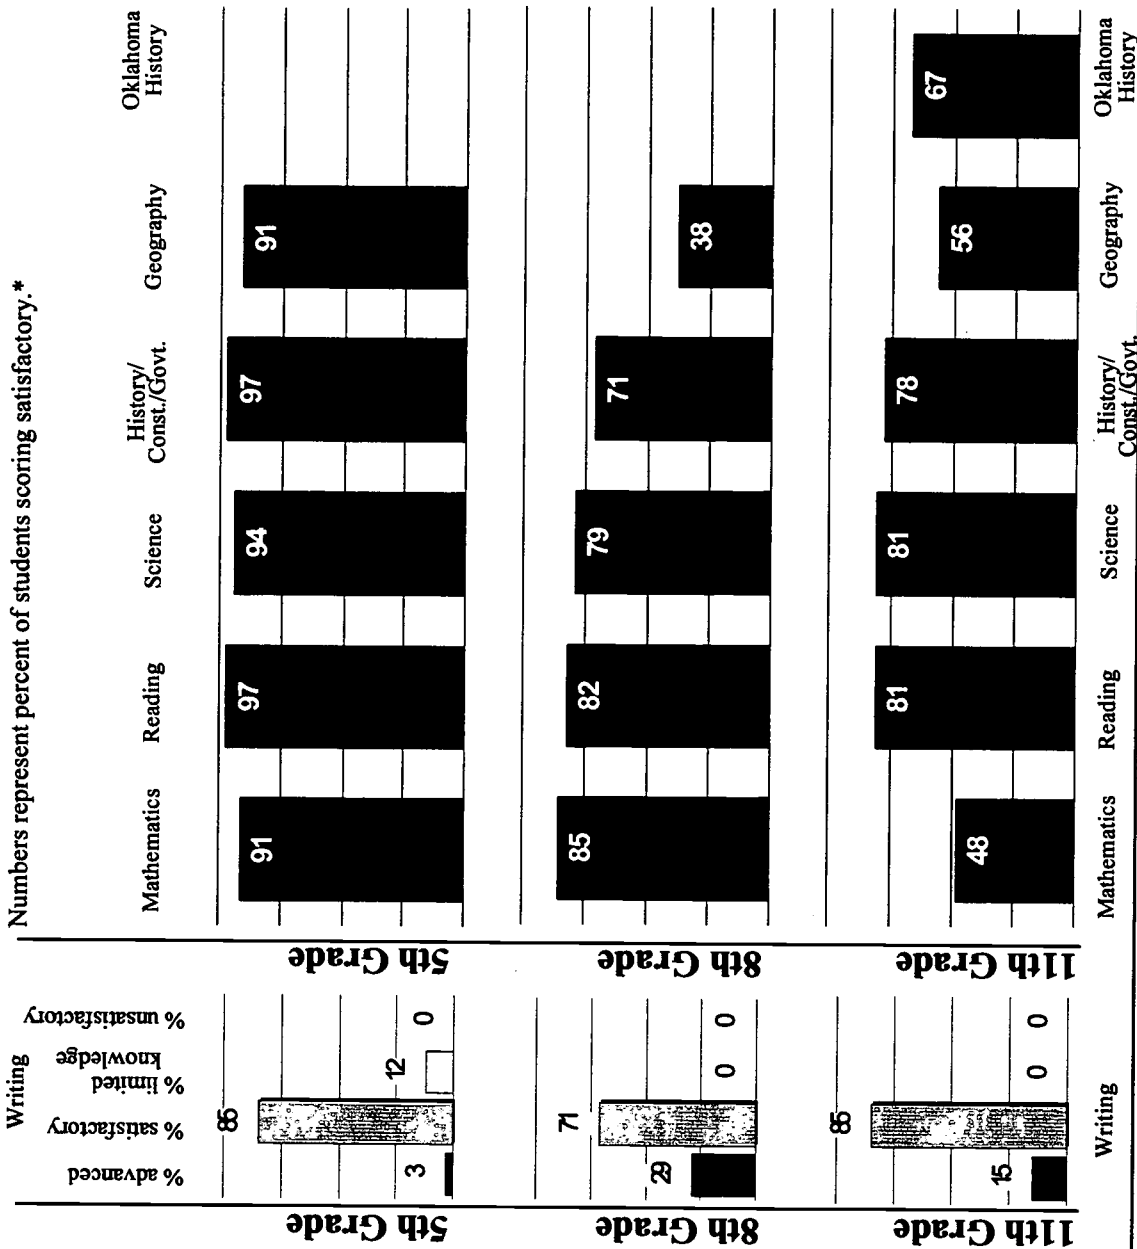 Numbers represent percent of students scoring satisfactory.*
Writing
% advanced
% satisfactory
% limited knowledge
% unsatisfactory
Mathematics
Reading
Science
History/
Const./Govt.
Geography
Oklahoma
History
5th Grade
3
85
12
0
5th Grade
91
97
94
97
91
8th Grade
29
71
0
0
8th Grade
85
82
79
71
38
11th Grade
15
85
0
0
11th Grade
48
81
81
78
56
67
Writing
Mathematics
Reading
Science
History/
Const./Govt.
Geography
Oklahoma
History